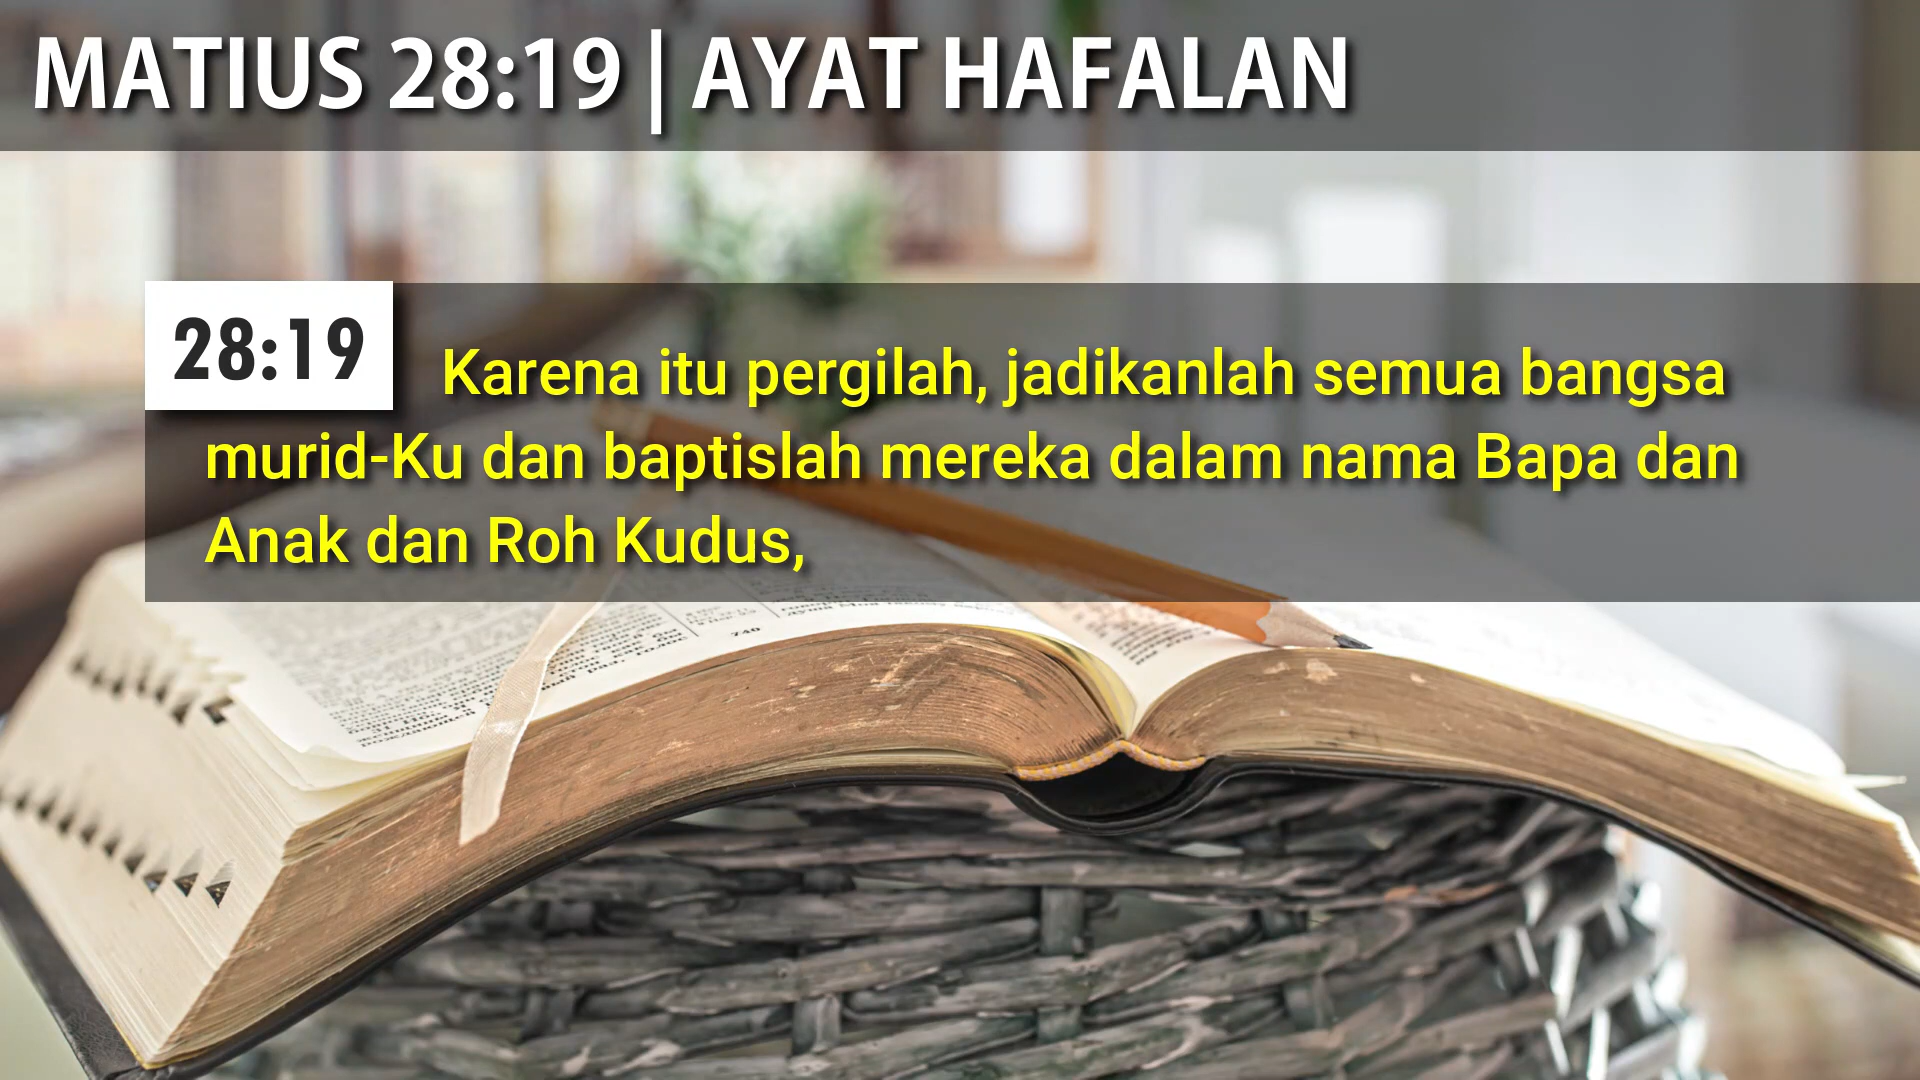 MATIUS 28:19 | AYAT HAFALAN
28:19 Karena itu pergilah, jadikanlah semua bangsa
murid-Ku dan baptislah mereka dalam nama Bapa dan
Anak dan Roh Kudus,
740